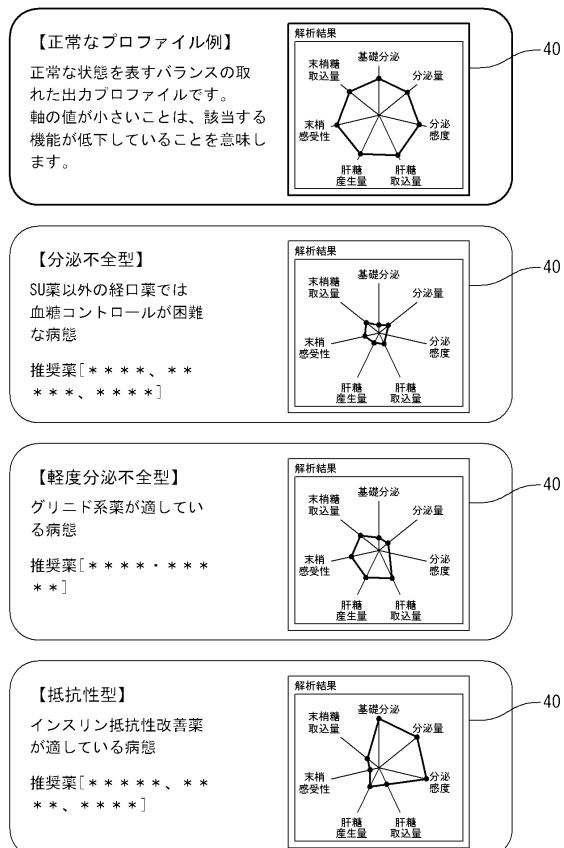 【正常なプロファイル例】
正常な状態を表すバランスの取
れた出力プロファイルです。
軸の値が小さいことは、該当する
機能が低下していることを意味し
ます。
解析結果
基礎分泌
分泌量
分泌
感度
肝糖
取込量
肝糖
産生量
末梢
感受性
末梢糖
取込量
40
【分泌不全型】
SU薬以外の経口薬では
血糖コントロールが困難
な病態
推奨薬[＊＊＊＊、＊＊
＊＊＊、＊＊＊＊]
解析結果
基礎分泌
分泌量
分泌
感度
肝糖
取込量
肝糖
産生量
末梢
感受性
末梢糖
取込量
40
【軽度分泌不全型】
グリニド系薬が適してい
る病態
推奨薬[＊＊＊＊・＊＊＊
＊＊]
解析結果
基礎分泌
分泌量
分泌
感度
肝糖
取込量
肝糖
産生量
末梢
感受性
末梢糖
取込量
40
【抵抗性型】
インスリン抵抗性改善薬
が適している病態
推奨薬[＊＊＊＊＊、＊＊
＊＊、＊＊＊＊]
解析結果
基礎分泌
分泌量
分泌
感度
肝糖
取込量
肝糖
産生量
末梢
感受性
末梢糖
取込量
40